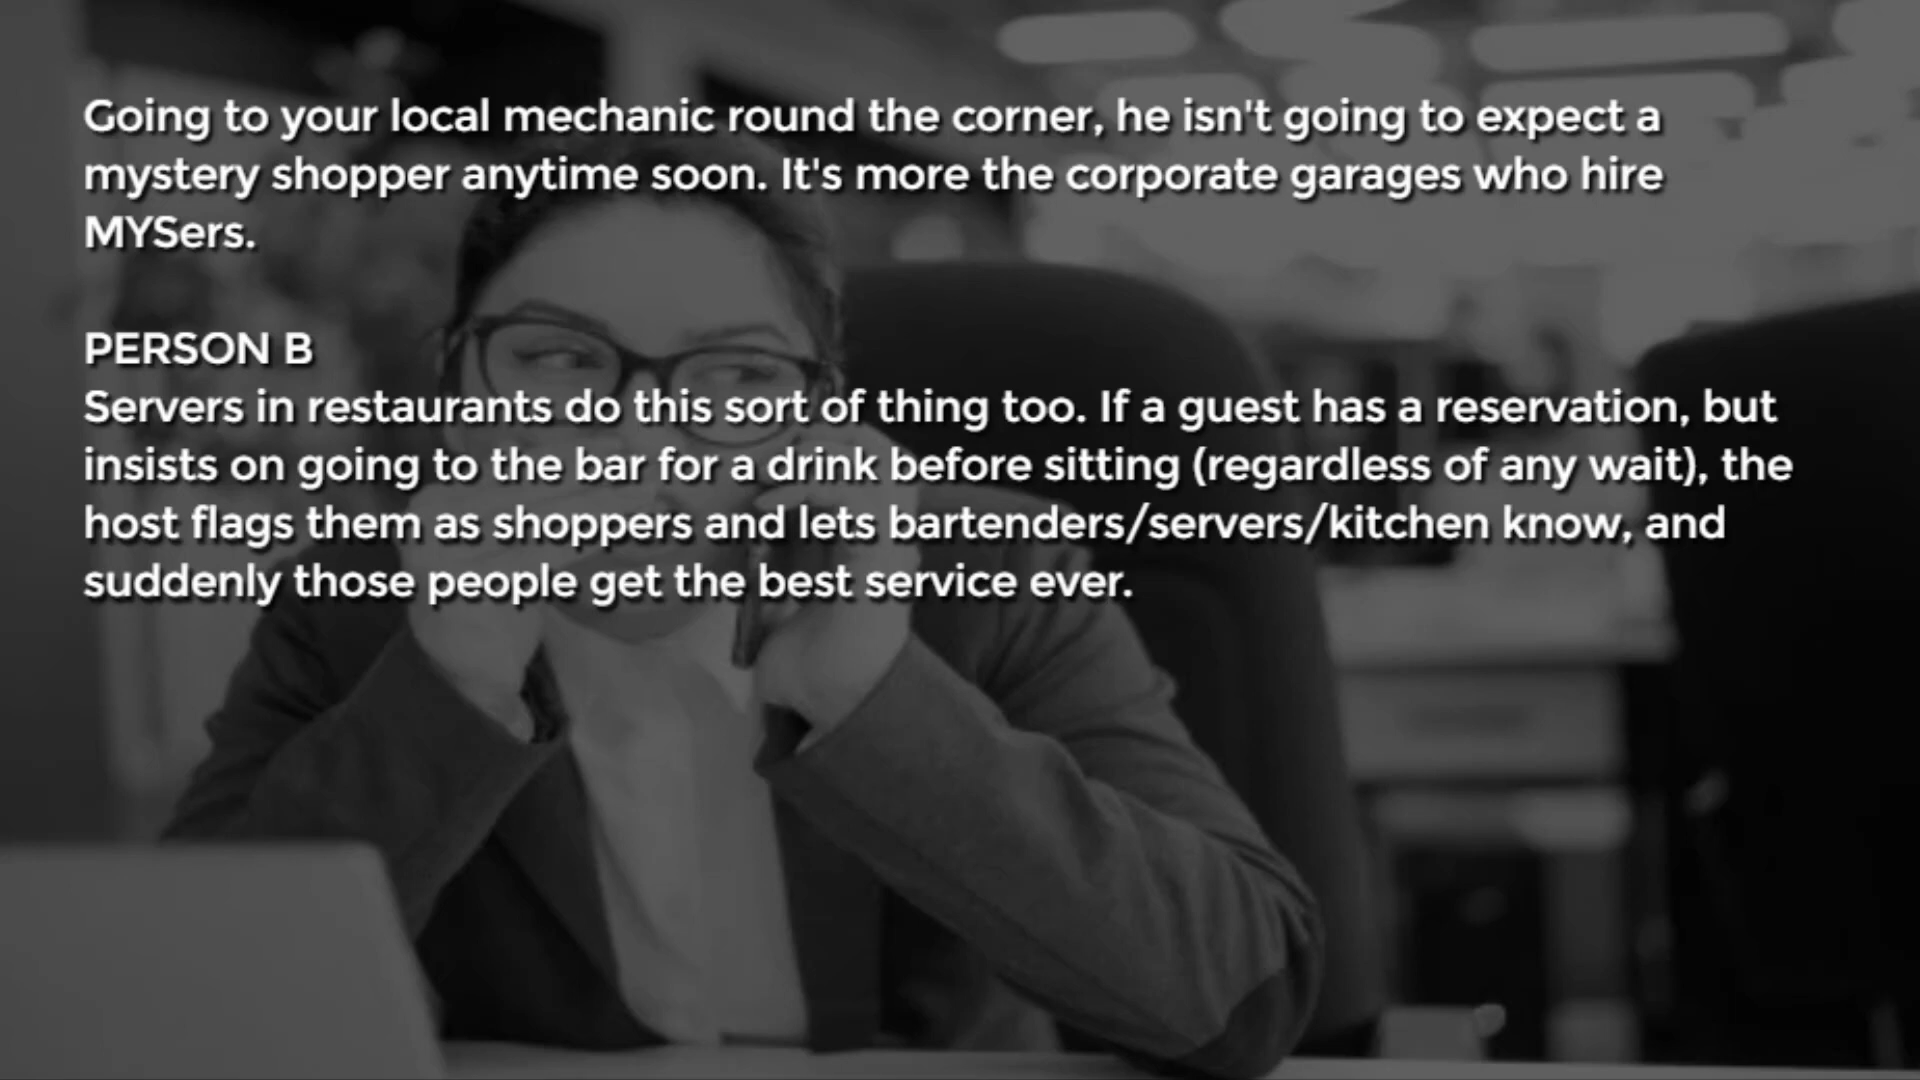 Going to your local mechanic round the corner, he isn't going to expect a
mystery shopper anytime soon. It's more the corporate garages who hire
MYSers.
PERSON B
Servers in restaurants do this sort of thing too. If a guest has a reservation, but
insists on going to the bar for a drink before sitting (regardless of any wait), the
host flags them as shoppers and lets bartenders/servers/kitchen know, and
suddenly those people get the best service ever.